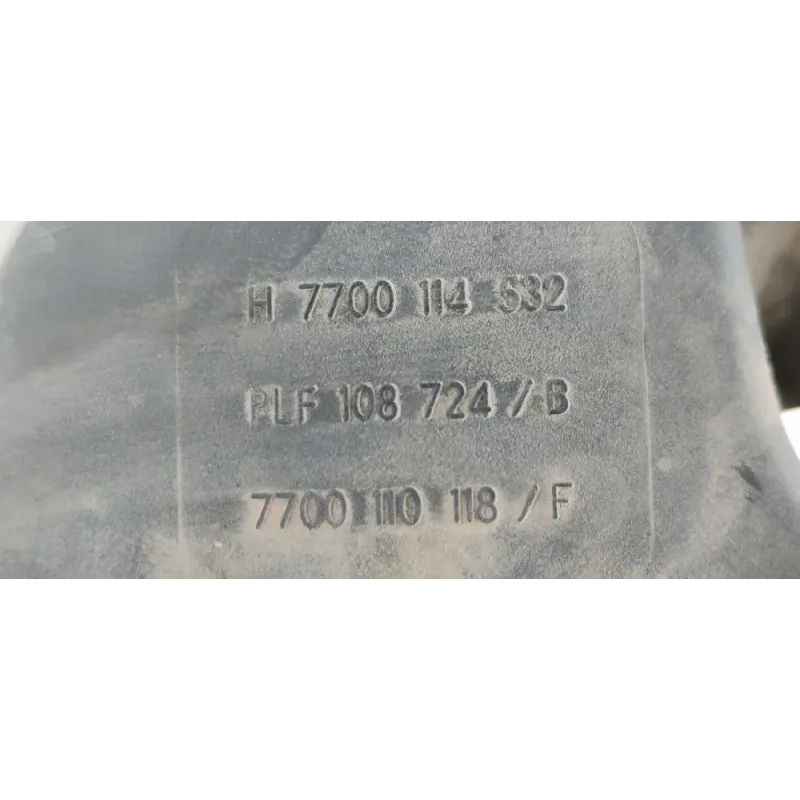 H 7700 114 532
PLF 108 724 / B
7700 110 118 / F